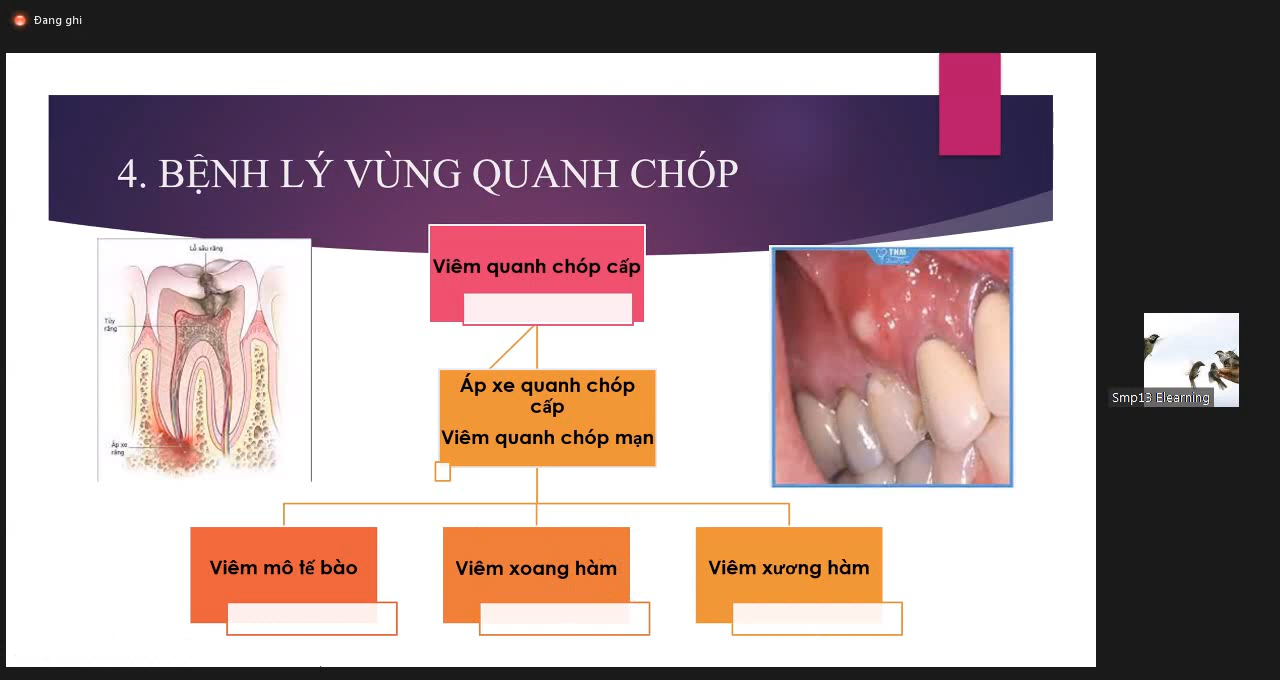 Đang ghi
4. BỆNH LÝ VÙNG QUANH CHÓP
Lỗ sâu răng
Tủy
răng
Áp xe
răng
Viêm quanh chóp cấp
TNM
Áp xe quanh chóp
cấp
Viêm quanh chóp mạn
Smp13 Elearning
Viêm mô tế bào
Viêm xoang hàm
Viêm xương hàm